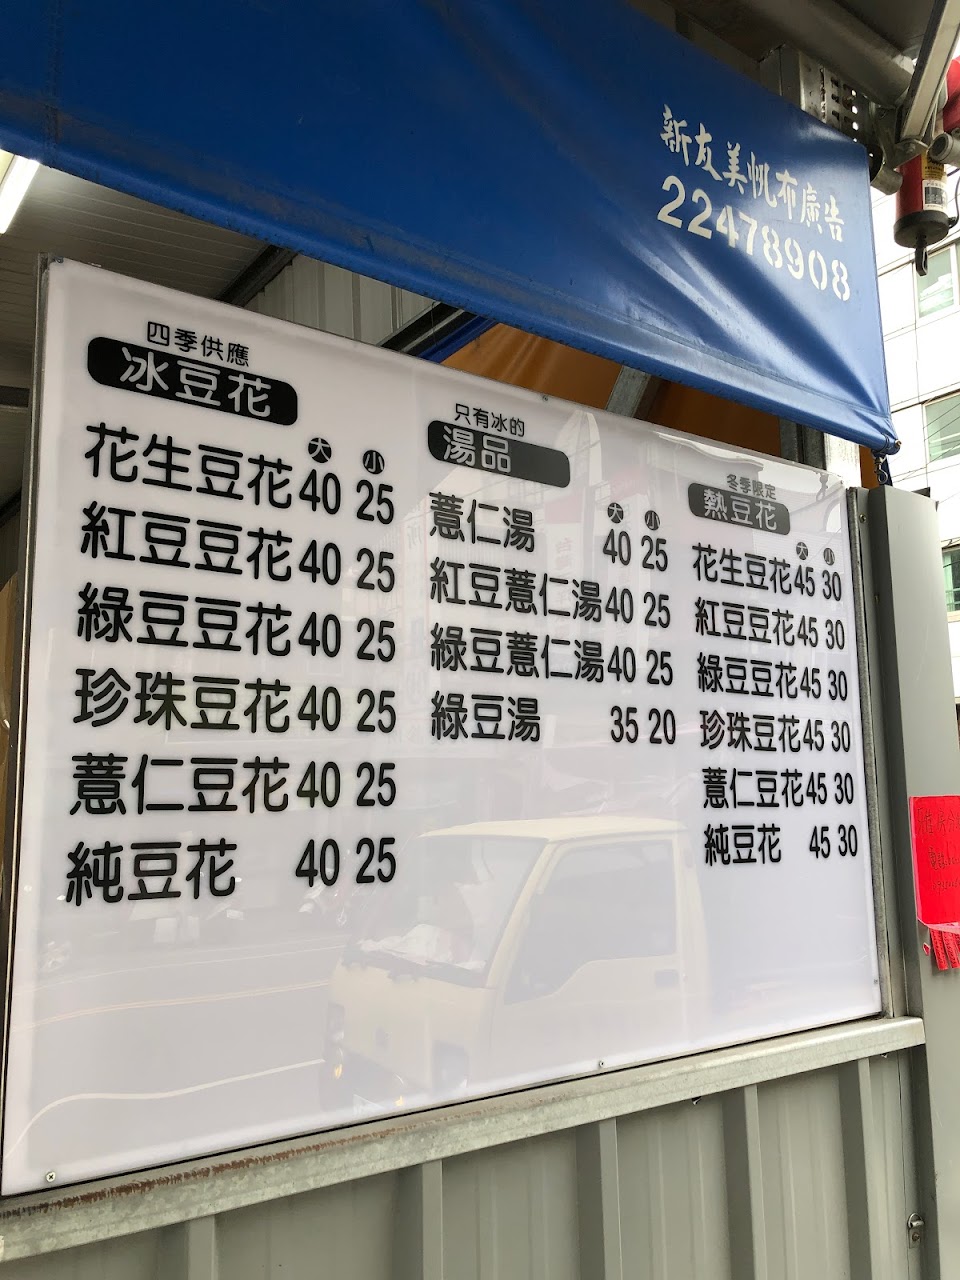 新友美帆布廣告
22478908
四季供應
冰豆花
大 小
花生豆花 40 25
紅豆豆花 40 25
綠豆豆花 40 25
珍珠豆花 40 25
薏仁豆花 40 25
純豆花 40 25
只有冰的
湯品
大 小
薏仁湯 40 25
紅豆薏仁湯 40 25
綠豆薏仁湯 40 25
綠豆湯 35 20
冬季限定
熱豆花
大 小
花生豆花 45 30
紅豆豆花 45 30
綠豆豆花 45 30
珍珠豆花 45 30
薏仁豆花 45 30
純豆花 45 30